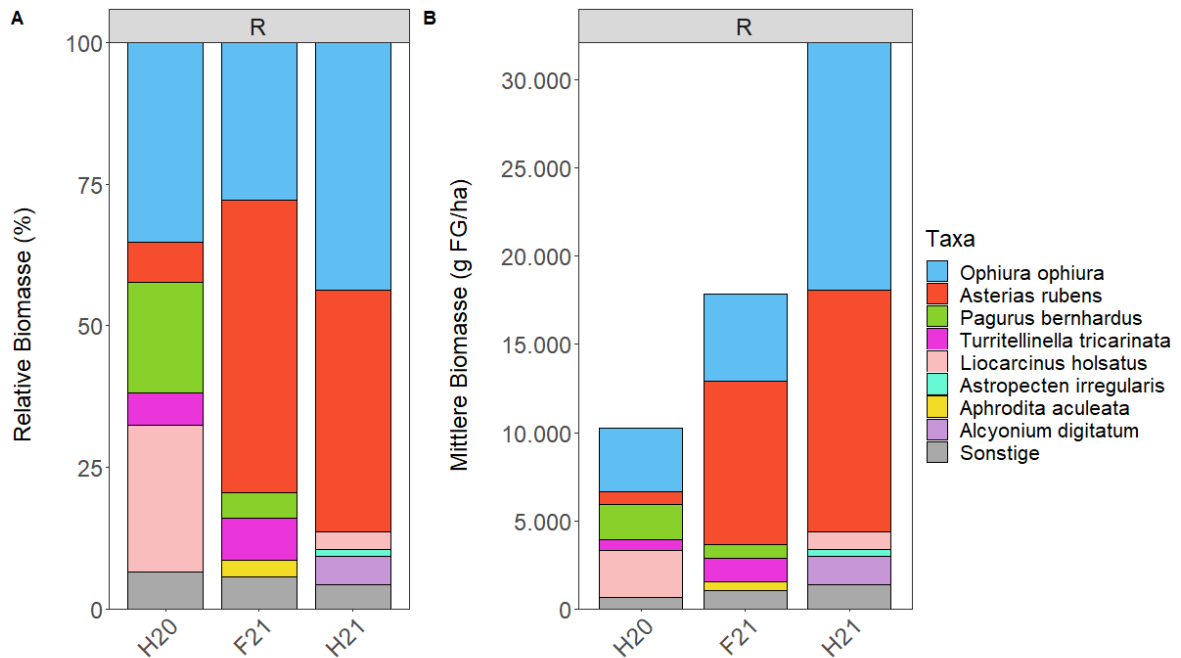 A
R
Relative Biomasse (%)
100
75
50
25
0
H20
F21
H21
B
R
Mittlere Biomasse (g FG/ha)
30.000
25.000
20.000
15.000
10.000
5.000
0
H20
F21
H21
Taxa
Ophiura ophiura
Asterias rubens
Pagurus bernhardus
Turritellinella tricarinata
Liocarcinus holsatus
Astropecten irregularis
Aphrodita aculeata
Alcyonium digitatum
Sonstige